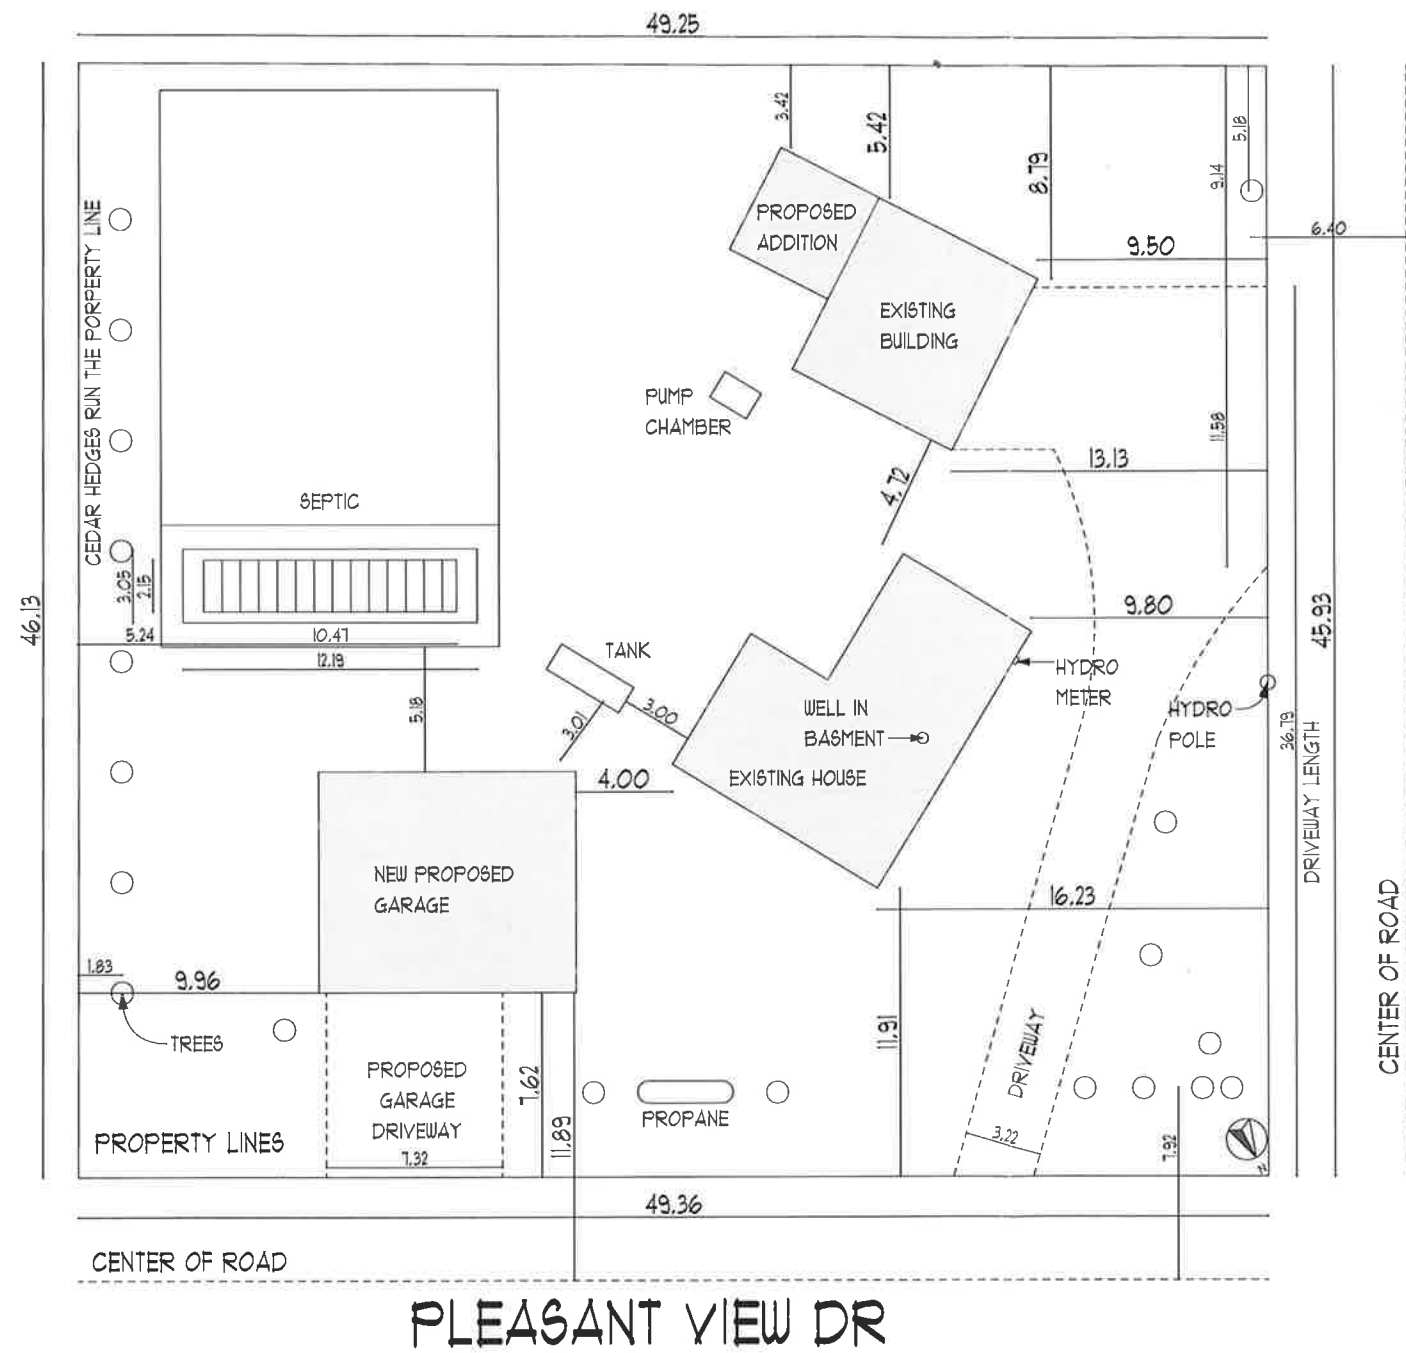 49.25
3.42
5.42
8.79
9.14
5.18
6.40
9.50
PROPOSED
ADDITION
EXISTING
BUILDING
CEDAR HEDGES RUN THE PORPERTY LINE
PUMP
CHAMBER
11.58
13.13
4.72
SEPTIC
3.05
2.15
46.13
5.24
10.47
12.19
9.80
45.93
TANK
HYDRO
METER
3.00
3.01
5.18
WELL IN
BASMENT
HYDRO
POLE
36.79
DRIVEWAY LENGTH
4.00
EXISTING HOUSE
NEW PROPOSED
GARAGE
16.23
CENTER OF ROAD
1.83
9.96
TREES
11.91
DRIVEWAY
PROPOSED
GARAGE
DRIVEWAY
7.32
7.62
11.89
PROPANE
PROPERTY LINES
3.22
7.92
N
49.36
CENTER OF ROAD
PLEASANT VIEW DR